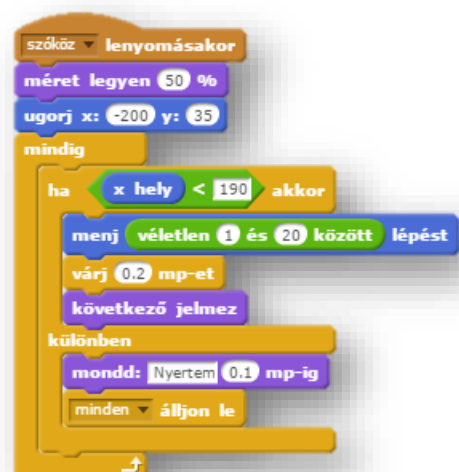 szóköz lenyomásakor
méret legyen 50 %
ugorj x: -200 y: 35
mindig
ha x hely < 190 akkor
menj véletlen 1 és 20 között lépést
várj 0.2 mp-et
következő jelmez
különben
mondd: Nyertem 0.1 mp-ig
minden álljon le